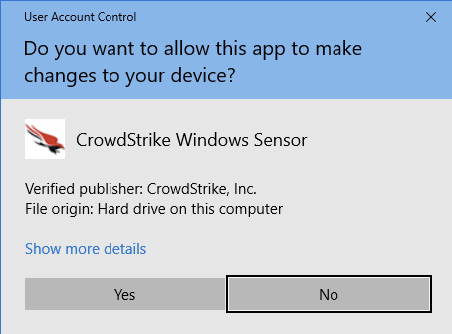 User Account Control
Do you want to allow this app to make
changes to your device?
CrowdStrike Windows Sensor
Verified publisher: CrowdStrike, Inc.
File origin: Hard drive on this computer
Show more details
Yes
No